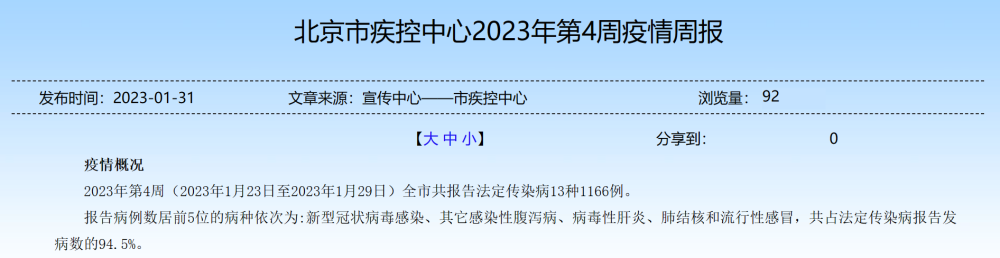 北京市疾控中心2023年第4周疫情周报
发布时间：2023-01-31 文章来源：宣传中心——市疾控中心 浏览量：92
【大 中 小】 分享到： 0
疫情概况
2023年第4周（2023年1月23日至2023年1月29日）全市共报告法定传染病13种1166例。
报告病例数居前5位的病种依次为:新型冠状病毒感染、其它感染性腹泻病、病毒性肝炎、肺结核和流行性感冒，共占法定传染病报告发
病数的94.5%。